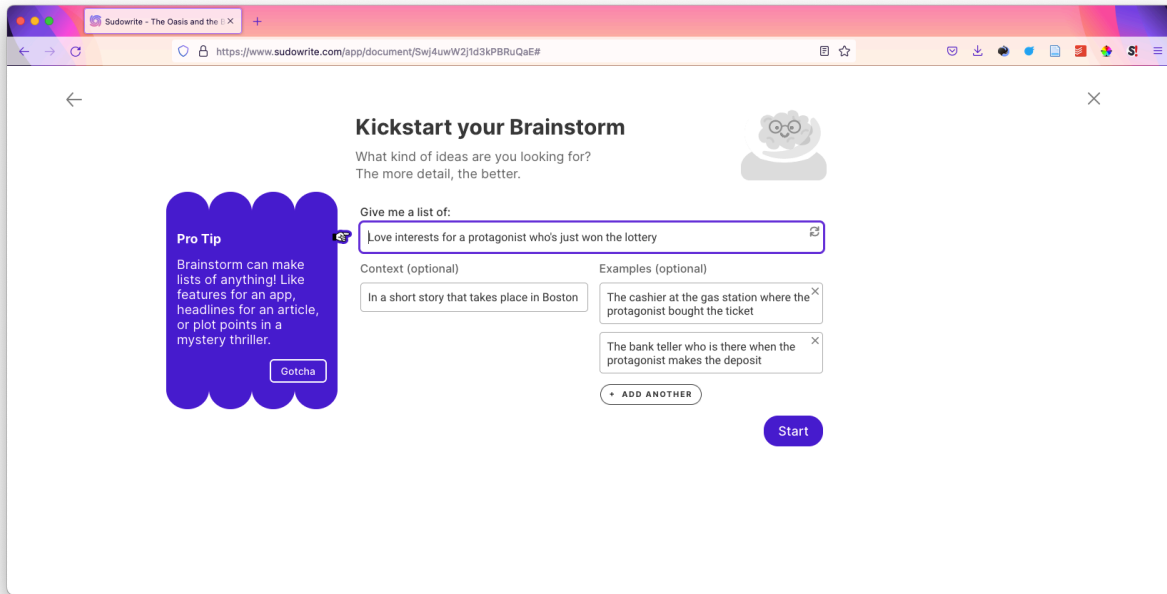 Sudowrite - The Oasis and the B
https://www.sudowrite.com/app/document/Swj4uwW2j1d3kPBRuQaE#
S!
Kickstart your Brainstorm
What kind of ideas are you looking for?
The more detail, the better.
Pro Tip
Brainstorm can make
lists of anything! Like
features for an app,
headlines for an article,
or plot points in a
mystery thriller.
Gotcha
Give me a list of:
Love interests for a protagonist who's just won the lottery
Context (optional)
In a short story that takes place in Boston
Examples (optional)
The cashier at the gas station where the
protagonist bought the ticket
The bank teller who is there when the
protagonist makes the deposit
+ ADD ANOTHER
Start